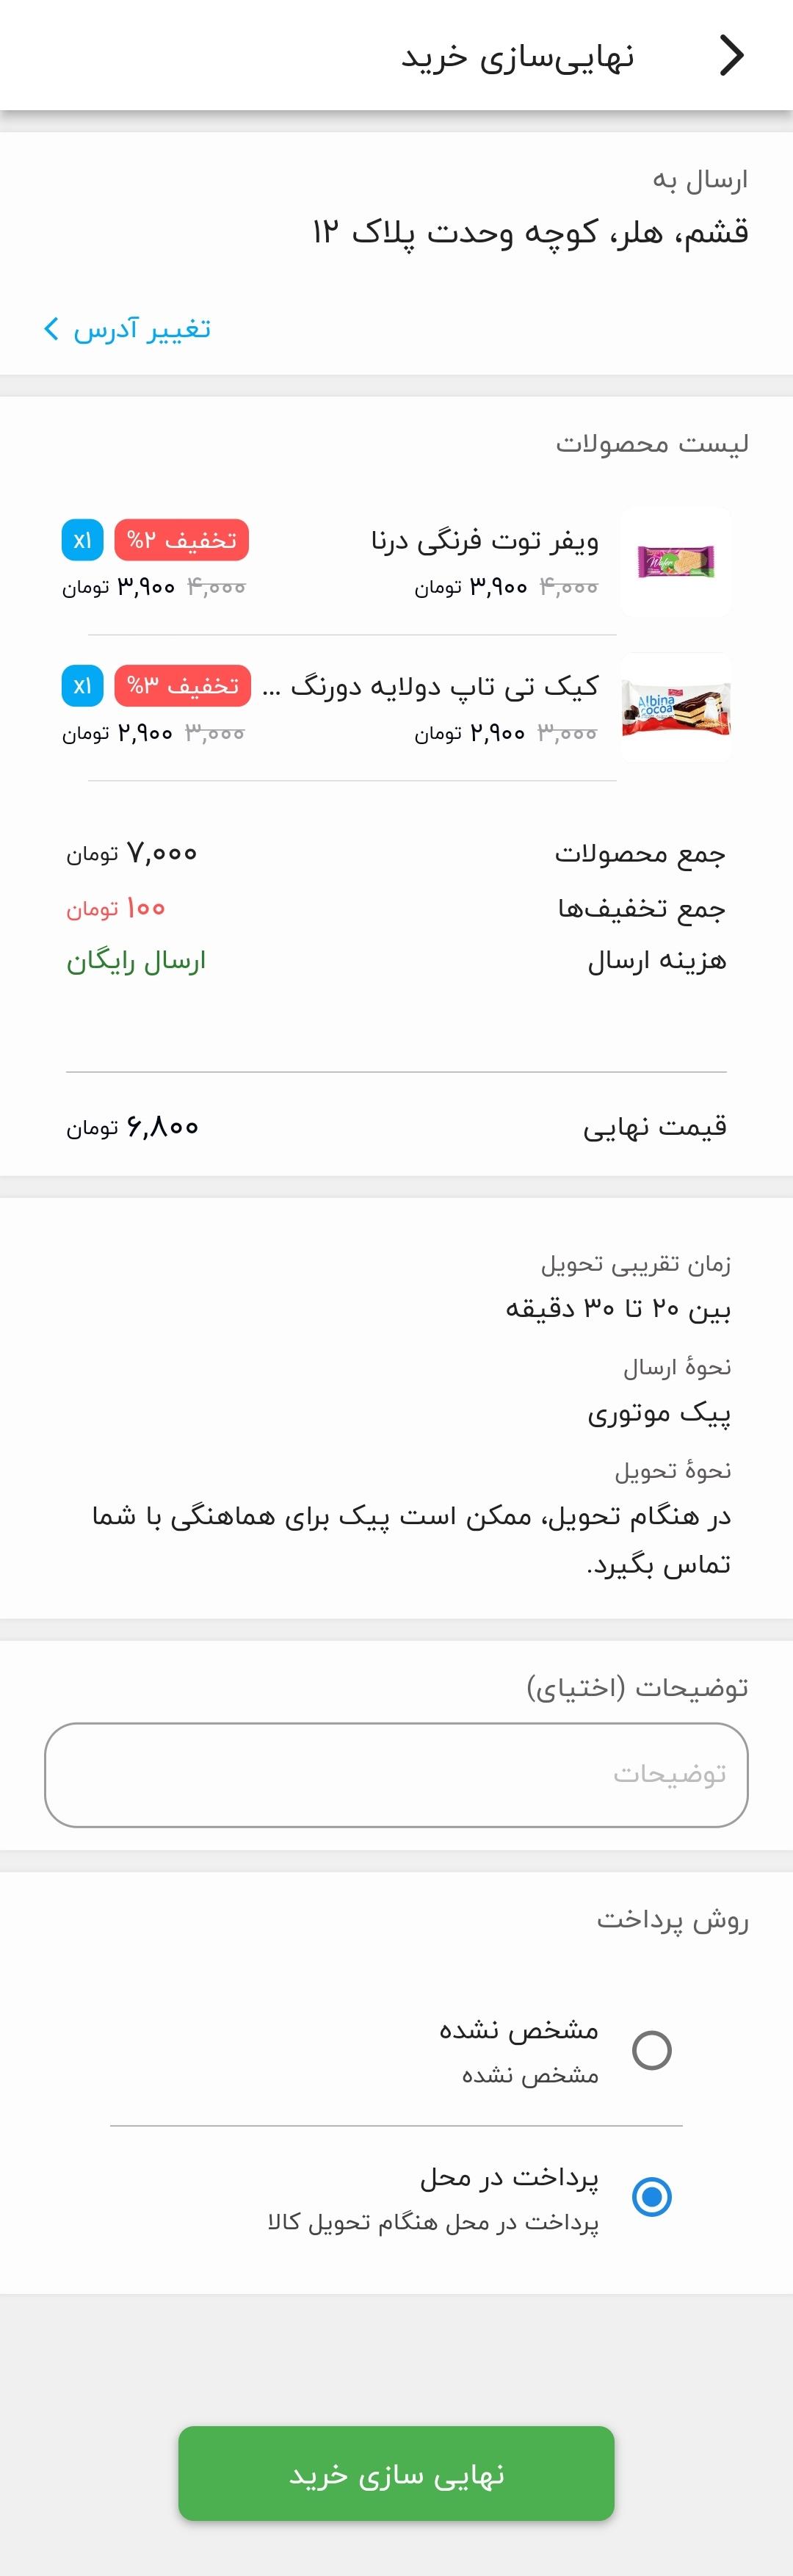 نهایی‌سازی خرید
ارسال به
قشم، هلر، کوچه وحدت پلاک ۱۲
تغییر آدرس
لیست محصولات
ویفر توت فرنگی درنا
تخفیف ۲%
x۱
۴,۰۰۰ ۳,۹۰۰ تومان
۴,۰۰۰ ۳,۹۰۰ تومان
Wafer
کیک تی تاپ دولایه دورنگ ...
تخفیف ۳%
x۱
۳,۰۰۰ ۲,۹۰۰ تومان
۳,۰۰۰ ۲,۹۰۰ تومان
Albina
cocoa
جمع محصولات ۷,۰۰۰ تومان
جمع تخفیف‌ها ۱۰۰ تومان
هزینه ارسال ارسال رایگان
قیمت نهایی ۶,۸۰۰ تومان
زمان تقریبی تحویل
بین ۲۰ تا ۳۰ دقیقه
نحوهٔ ارسال
پیک موتوری
نحوهٔ تحویل
در هنگام تحویل، ممکن است پیک برای هماهنگی با شما
تماس بگیرد.
توضیحات (اختیای)
توضیحات
روش پرداخت
مشخص نشده
مشخص نشده
پرداخت در محل
پرداخت در محل هنگام تحویل کالا
نهایی سازی خرید